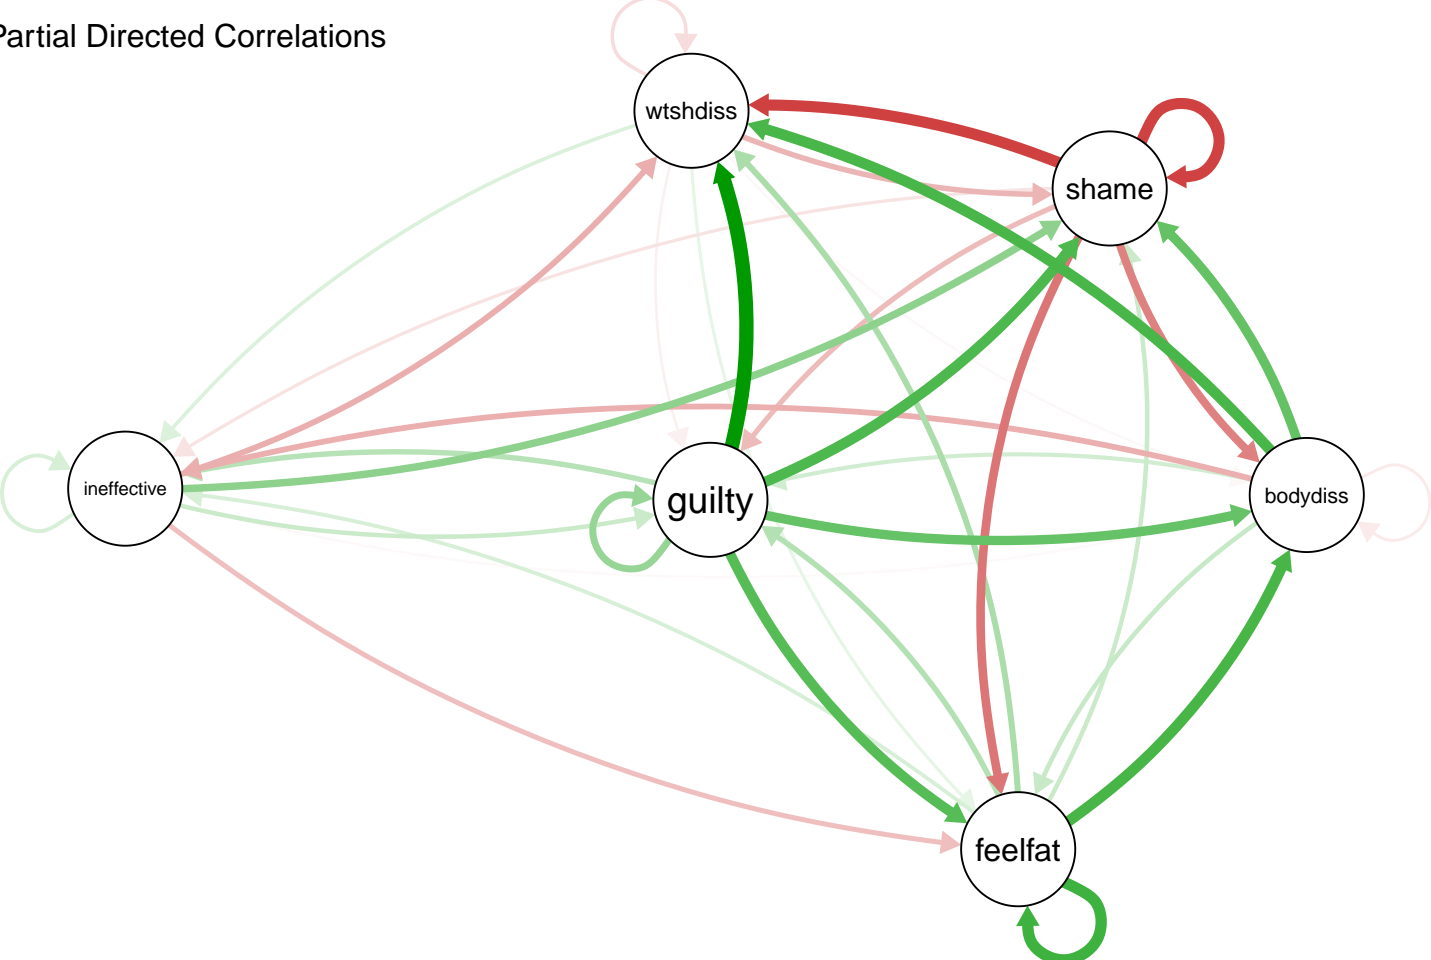 Partial Directed Correlations
wtshdiss
shame
ineffective
guilty
bodydiss
feelfat